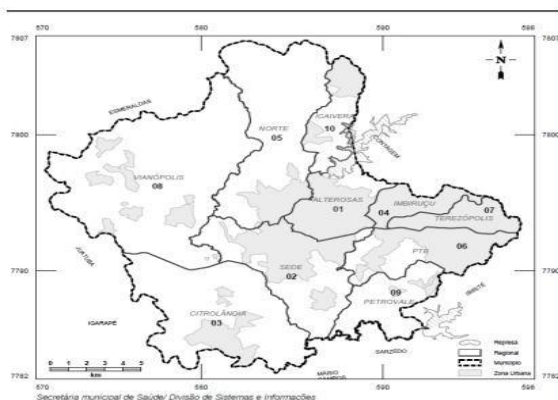 570 580 590 596
7807 7807
N
ESMERALDAS
IGAIVERA
10
NORTE
05
CONTAGEM
7800 7800
VIANÓPOLIS
08
ALTEROSAS
01
IMBIRUÇU
04
07
TEREZÓPOLIS
PTB
06
JUATUBA
7790 7790
SEDE
02
09
PETROVALE
IBIRITÉ
CITROLÂNDIA
03
IGARAPÉ
SARZEDO
MÁRIO
CAMPOS
0 1 2 3 4 5
km
Represa
Regional
Município
Zona Urbana
7782 7782
570 580 590 596
Secretária municipal de Saúde/ Divisão de Sistemas e Informações